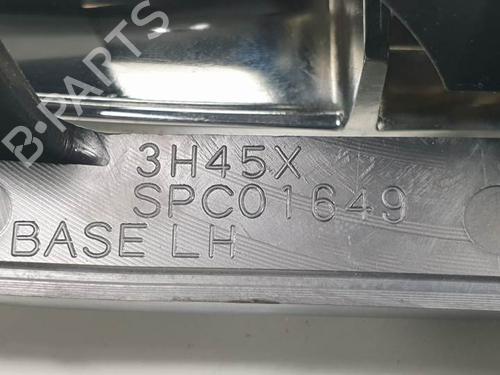 B-PARTS
3H45X
SPC01649
BASE LH